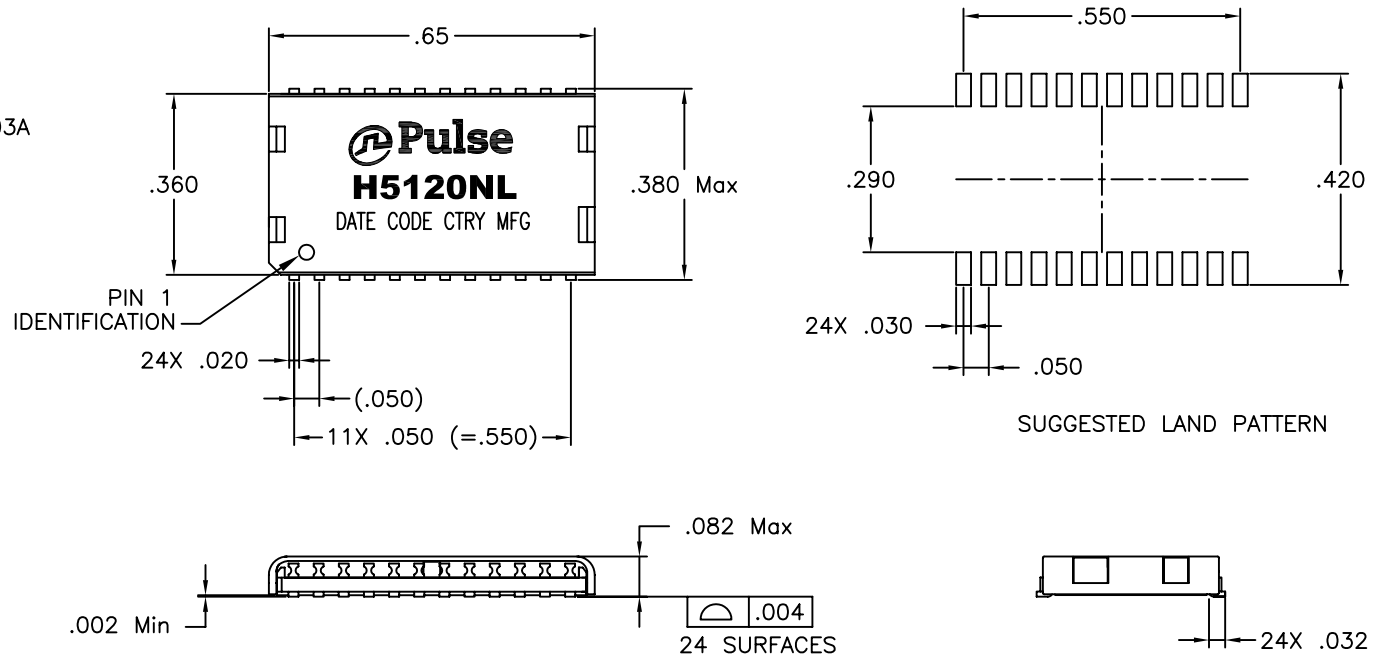 .65
.550
03A
.360
Pulse
H5120NL
DATE CODE CTRY MFG
.380 Max
.290
.420
PIN 1
IDENTIFICATION
24X .020
(.050)
11X .050 (=.550)
24X .030
.050
SUGGESTED LAND PATTERN
.082 Max
.002 Min
.004
24 SURFACES
24X .032